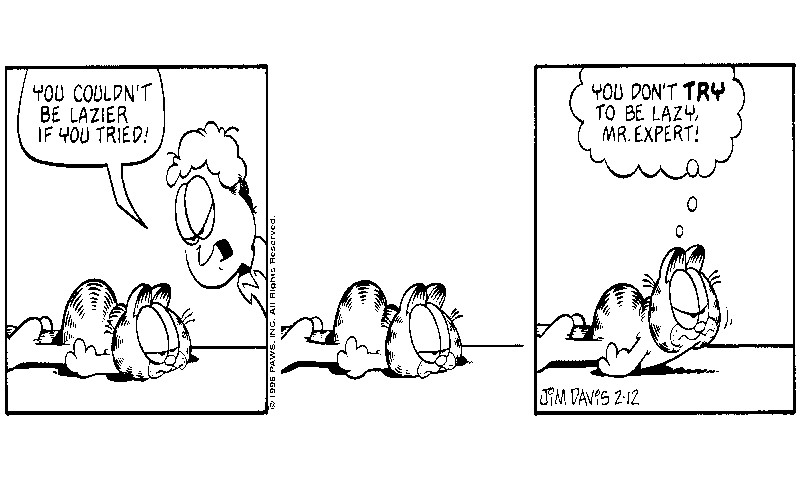 YOU COULDN'T
BE LAZIER
IF YOU TRIED!
© 1996 PAWS, INC. All Rights Reserved.
YOU DON'T TRY
TO BE LAZY,
MR. EXPERT!
JIM DAVIS 2·12